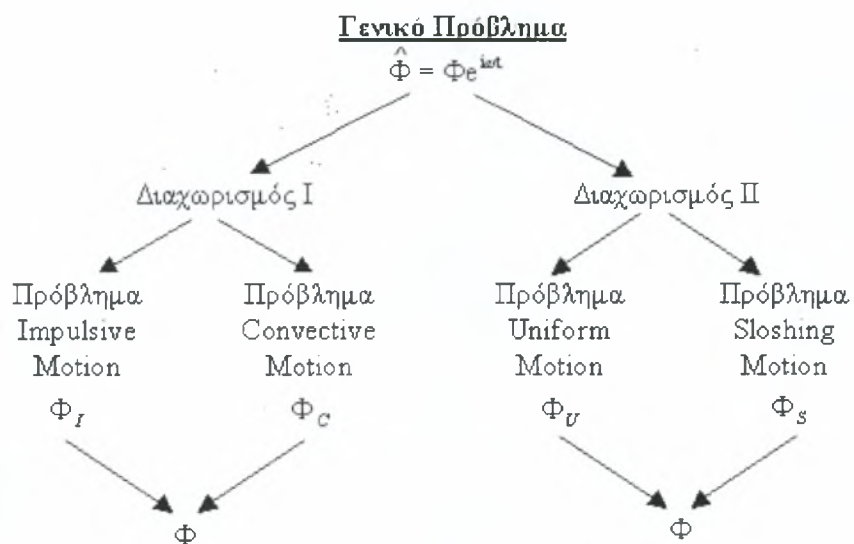 Γενικό Πρόβλημα
Φ̂ = Φe^{iωt}
Διαχωρισμός I
Διαχωρισμός II
Πρόβλημα
Impulsive
Motion
Φ_I
Πρόβλημα
Convective
Motion
Φ_C
Πρόβλημα
Uniform
Motion
Φ_U
Πρόβλημα
Sloshing
Motion
Φ_S
Φ
Φ